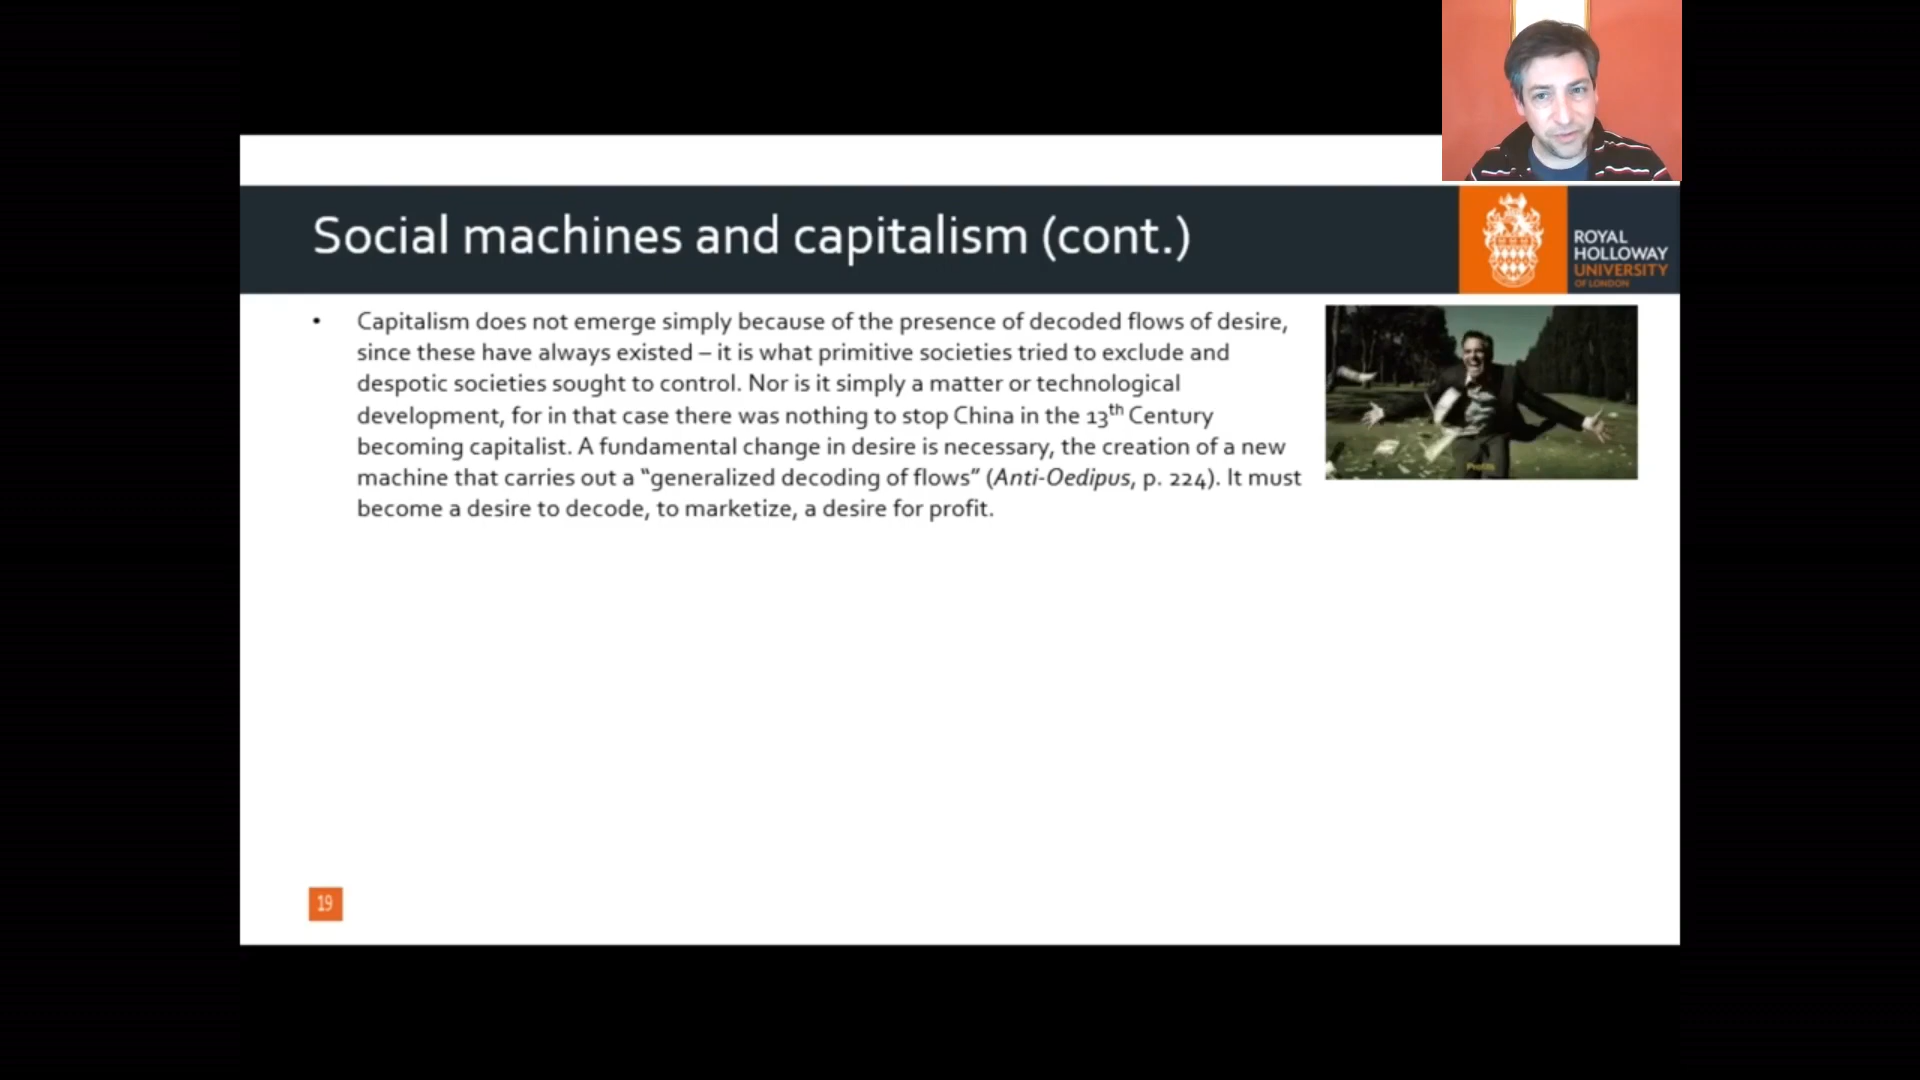 Social machines and capitalism (cont.)
ROYAL
HOLLOWAY
UNIVERSITY
OF LONDON
• Capitalism does not emerge simply because of the presence of decoded flows of desire,
since these have always existed – it is what primitive societies tried to exclude and
despotic societies sought to control. Nor is it simply a matter or technological
development, for in that case there was nothing to stop China in the 13th Century
becoming capitalist. A fundamental change in desire is necessary, the creation of a new
machine that carries out a “generalized decoding of flows” (Anti-Oedipus, p. 224). It must
become a desire to decode, to marketize, a desire for profit.
Profits
19